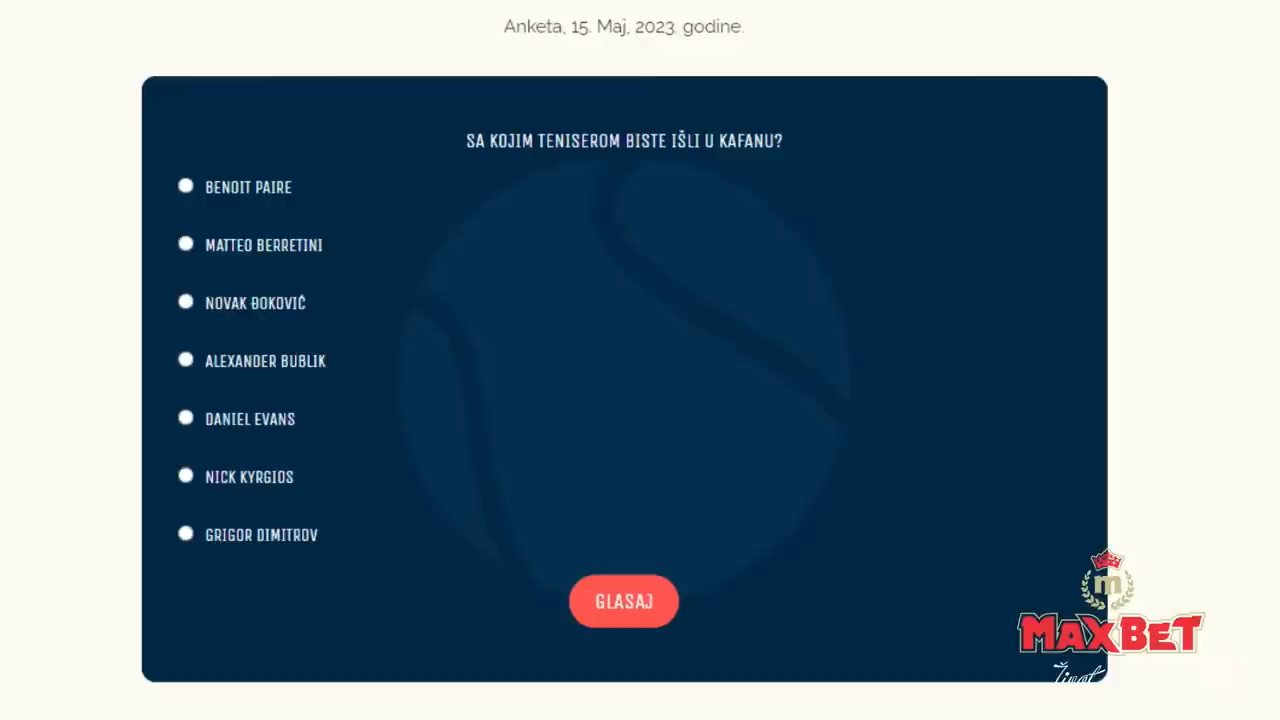 Anketa, 15. Maj, 2023. godine.
SA KOJIM TENISEROM BISTE IŠLI U KAFANU?
BENOIT PAIRE
MATTEO BERRETINI
NOVAK ĐOKOVIĆ
ALEXANDER BUBLIK
DANIEL EVANS
NICK KYRGIOS
GRIGOR DIMITROV
GLASAJ
m
MAXBET
Život